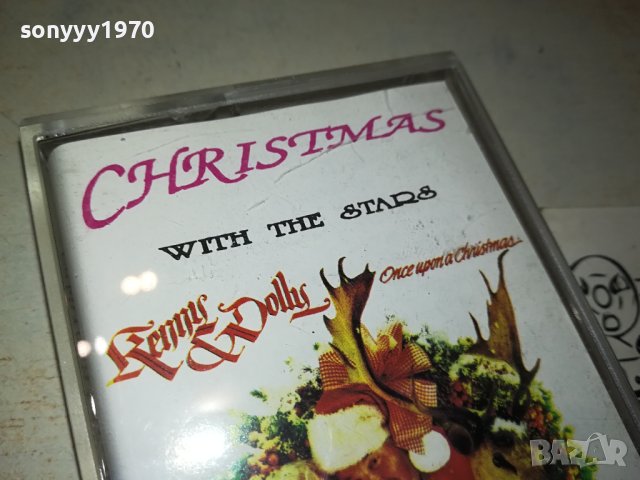 sonyyy1970
CHRISTMAS
WITH THE STARS
Kenny & Dolly
Once upon a Christmas
BAZAR